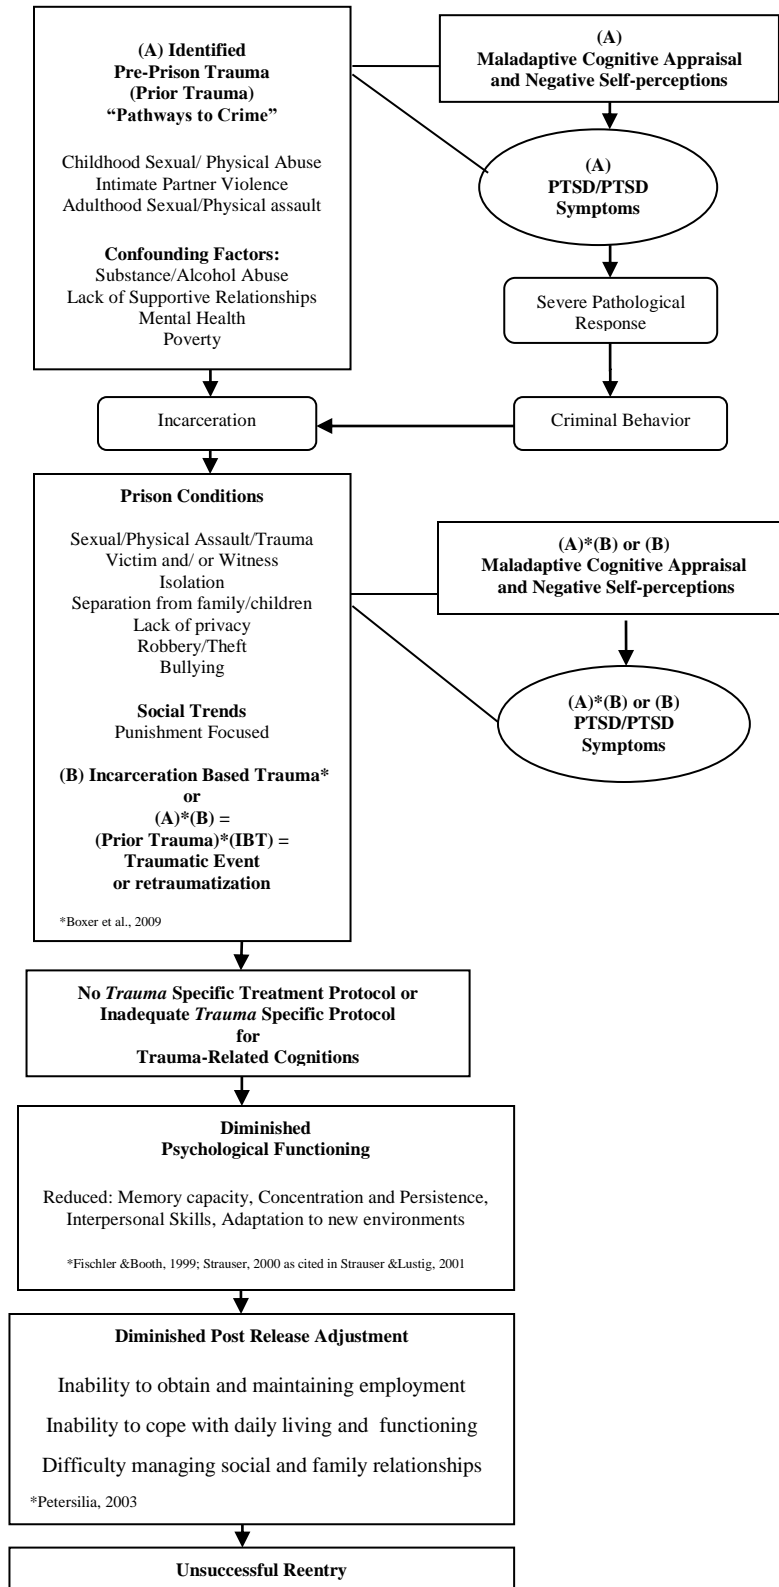 (A) Identified
Pre-Prison Trauma
(Prior Trauma)
“Pathways to Crime”
Childhood Sexual/ Physical Abuse
Intimate Partner Violence
Adulthood Sexual/Physical assault
Confounding Factors:
Substance/Alcohol Abuse
Lack of Supportive Relationships
Mental Health
Poverty
(A)
Maladaptive Cognitive Appraisal
and Negative Self-perceptions
(A)
PTSD/PTSD
Symptoms
Severe Pathological
Response
Criminal Behavior
Incarceration
Prison Conditions
Sexual/Physical Assault/Trauma
Victim and/ or Witness
Isolation
Separation from family/children
Lack of privacy
Robbery/Theft
Bullying
Social Trends
Punishment Focused
(B) Incarceration Based Trauma*
or
(A)*(B) =
(Prior Trauma)*(IBT) =
Traumatic Event
or retraumatization
*Boxer et al., 2009
(A)*(B) or (B)
Maladaptive Cognitive Appraisal
and Negative Self-perceptions
(A)*(B) or (B)
PTSD/PTSD
Symptoms
No Trauma Specific Treatment Protocol or
Inadequate Trauma Specific Protocol
for
Trauma-Related Cognitions
Diminished
Psychological Functioning
Reduced: Memory capacity, Concentration and Persistence,
Interpersonal Skills, Adaptation to new environments
*Fischler &Booth, 1999; Strauser, 2000 as cited in Strauser &Lustig, 2001
Diminished Post Release Adjustment
Inability to obtain and maintaining employment
Inability to cope with daily living and functioning
Difficulty managing social and family relationships
*Petersilia, 2003
Unsuccessful Reentry